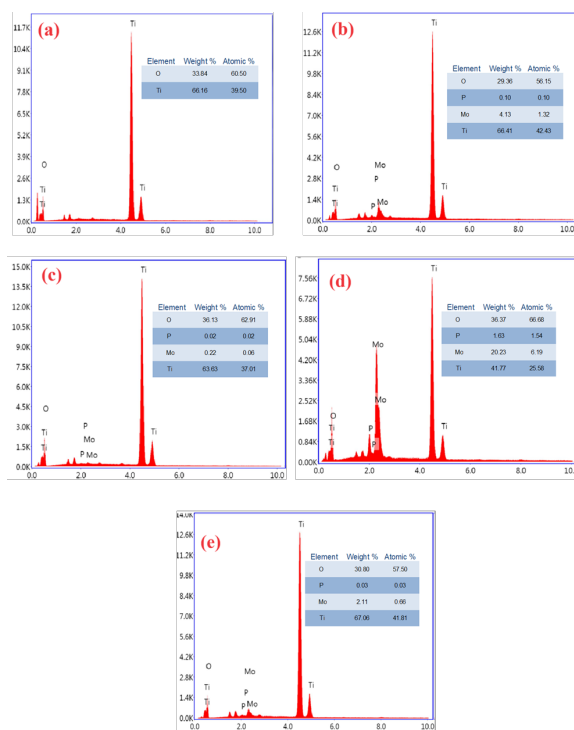 (a)
11.7K
10.4K
9.1K
7.8K
6.5K
5.2K
3.9K
2.6K
1.3K
0.0K
0.0 2.0 4.0 6.0 8.0 10.0
Ti
O
Ti
Ti
Ti
Element Weight % Atomic %
O 33.84 60.50
Ti 66.16 39.50
(b)
12.6K
11.2K
9.8K
8.4K
7.0K
5.6K
4.2K
2.8K
1.4K
0.0K
0.0 2.0 4.0 6.0 8.0 10.0
Ti
O
Ti
Ti
Mo
P
P
Mo
Ti
Element Weight % Atomic %
O 29.36 56.15
P 0.10 0.10
Mo 4.13 1.32
Ti 66.41 42.43
(c)
15.0K
13.5K
12.0K
10.5K
9.0K
7.5K
6.0K
4.5K
3.0K
1.5K
0.0K
0.0 2.0 4.0 6.0 8.0 10.0
Ti
O
Ti
Ti
P
Mo
P Mo
Ti
Element Weight % Atomic %
O 36.13 62.91
P 0.02 0.02
Mo 0.22 0.06
Ti 63.63 37.01
(d)
7.56K
6.72K
5.88K
5.04K
4.20K
3.36K
2.52K
1.68K
0.84K
0.00K
0.0 2.0 4.0 6.0 8.0 10.0
Ti
O
Ti
Ti
Mo
P
P
Mo
Ti
Element Weight % Atomic %
O 36.37 66.68
P 1.63 1.54
Mo 20.23 6.19
Ti 41.77 25.58
(e)
14.0K
12.6K
9.8K
8.4K
7.0K
5.6K
4.2K
2.8K
1.4K
0.0K
0.0 2.0 4.0 6.0 8.0 10.0
Ti
O
Ti
Ti
Mo
P
P Mo
Ti
Element Weight % Atomic %
O 30.80 57.50
P 0.03 0.03
Mo 2.11 0.66
Ti 67.06 41.81